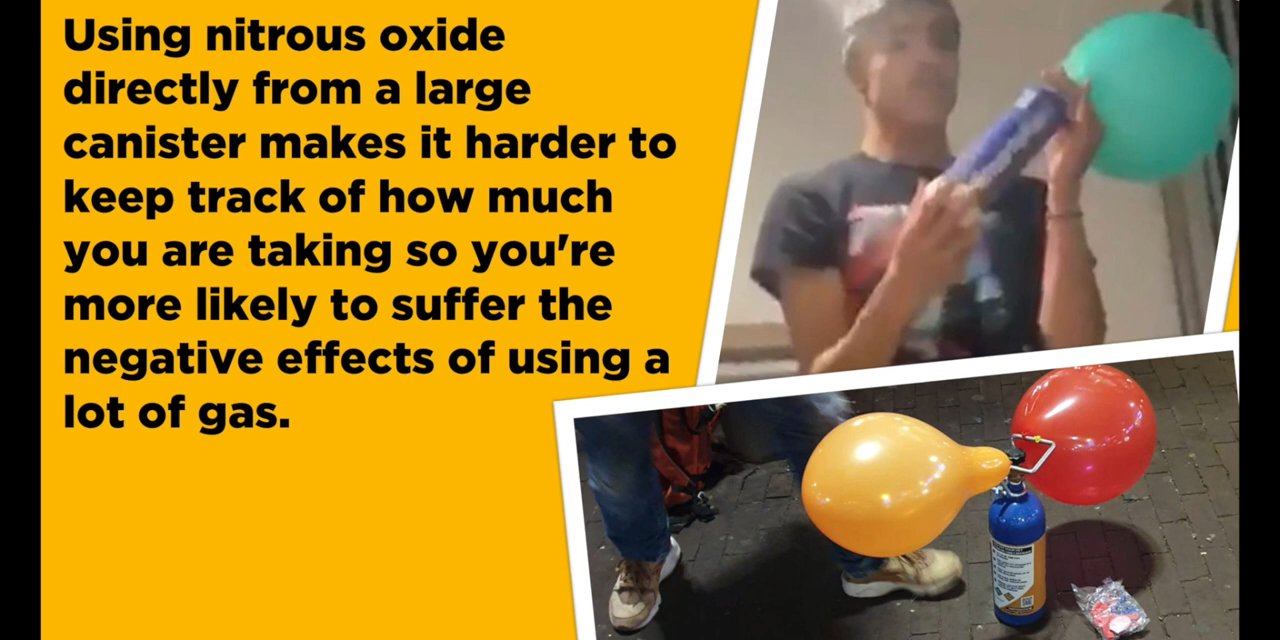 Using nitrous oxide
directly from a large
canister makes it harder to
keep track of how much
you are taking so you're
more likely to suffer the
negative effects of using a
lot of gas.